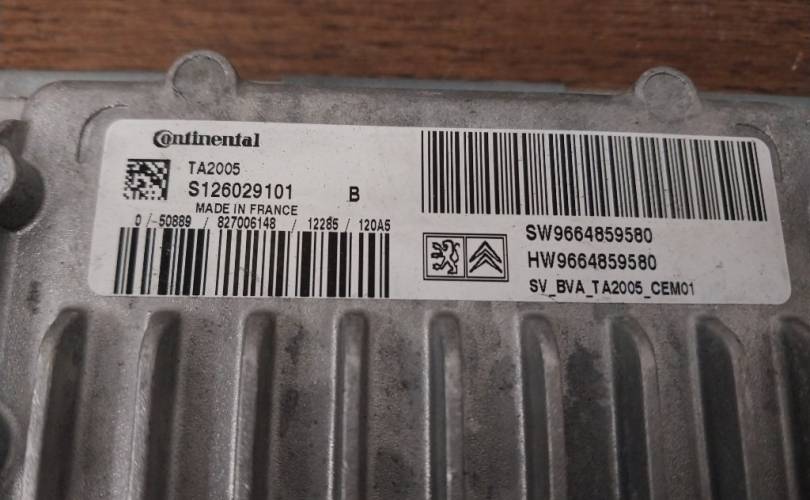 Continental
TA2005
S126029101 B
MADE IN FRANCE
0 /-50889 / 827006148 / 12285 / 120A5
SW9664859580
HW9664859580
SV_BVA_TA2005_CEM01